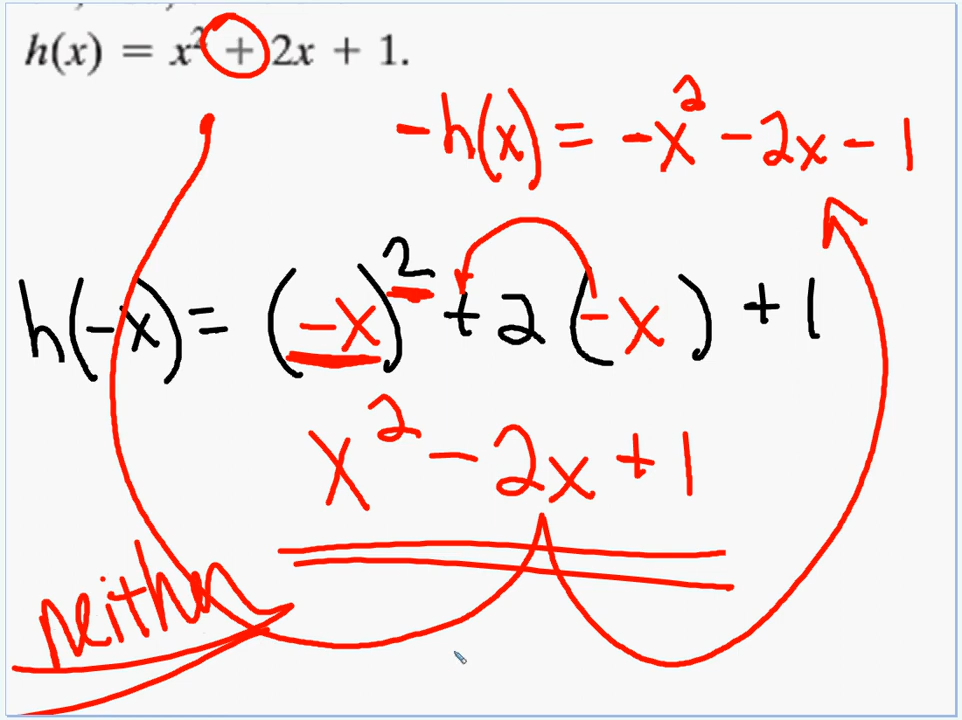 h(x) = x² + 2x + 1.
-h(x) = -x² - 2x - 1
h(-x) = (-x)² + 2(-x) + 1
x² - 2x + 1
neither